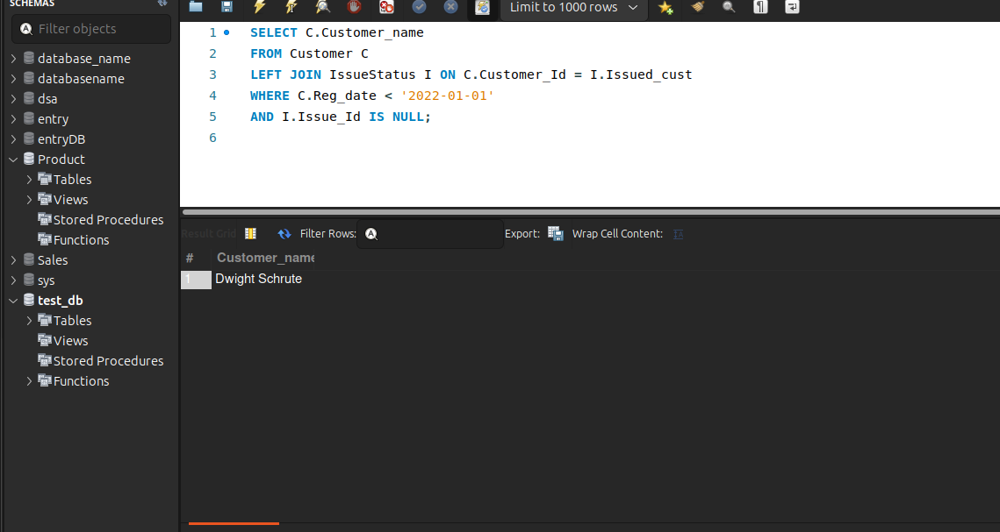 SCHEMAS
Filter objects
database_name
databasename
dsa
entry
entryDB
Product
Tables
Views
Stored Procedures
Functions
Sales
sys
test_db
Tables
Views
Stored Procedures
Functions
Limit to 1000 rows
1 SELECT C.Customer_name
2 FROM Customer C
3 LEFT JOIN IssueStatus I ON C.Customer_Id = I.Issued_cust
4 WHERE C.Reg_date < '2022-01-01'
5 AND I.Issue_Id IS NULL;
6
Result Grid Filter Rows: Export: Wrap Cell Content: IA
# Customer_name
1 Dwight Schrute